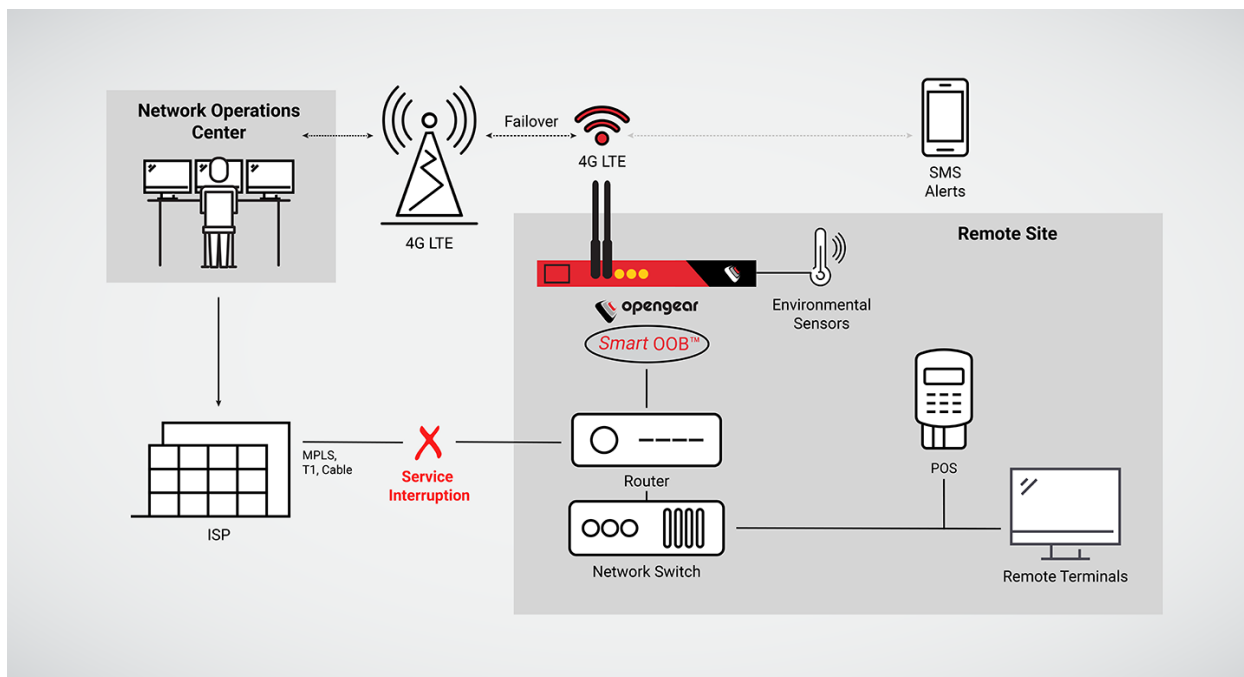 Network Operations
Center
Failover
4G LTE
4G LTE
SMS
Alerts
Remote Site
opengear
Smart OOB™
Environmental
Sensors
MPLS,
T1, Cable
X
Service
Interruption
ISP
Router
Network Switch
POS
Remote Terminals